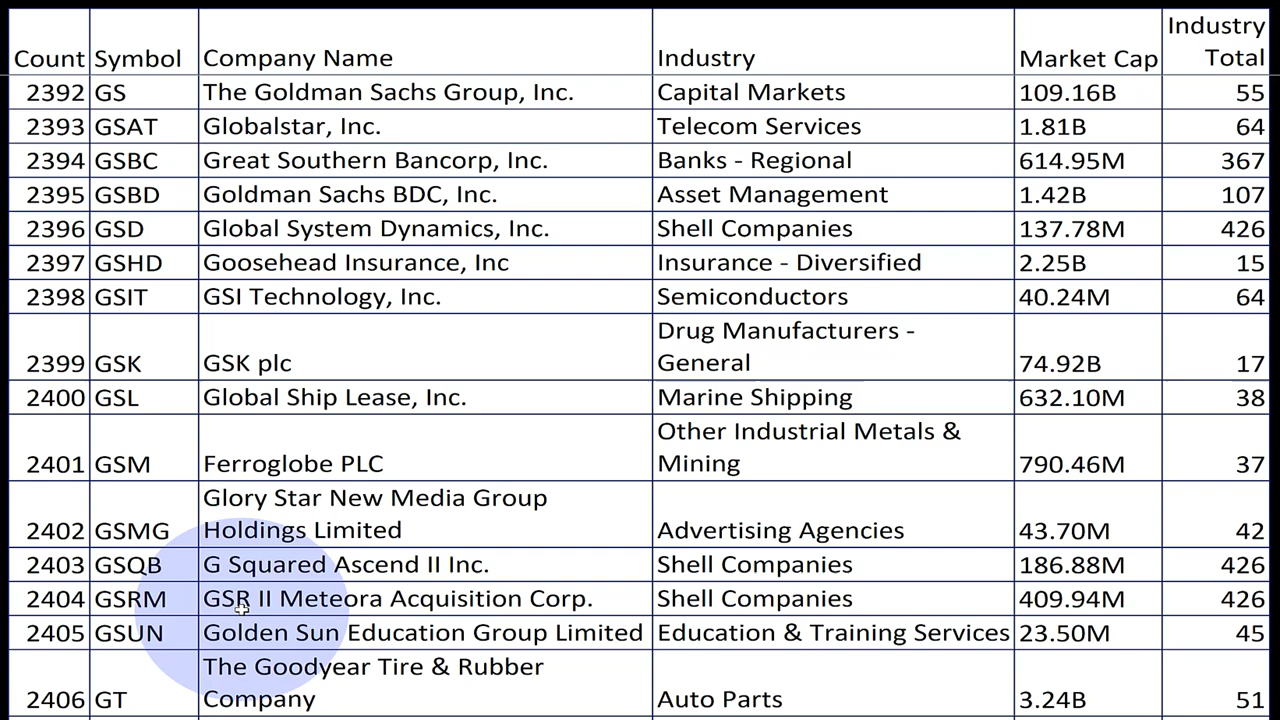 Count Symbol Company Name Industry Market Cap Industry Total
2392 GS The Goldman Sachs Group, Inc. Capital Markets 109.16B 55
2393 GSAT Globalstar, Inc. Telecom Services 1.81B 64
2394 GSBC Great Southern Bancorp, Inc. Banks - Regional 614.95M 367
2395 GSBD Goldman Sachs BDC, Inc. Asset Management 1.42B 107
2396 GSD Global System Dynamics, Inc. Shell Companies 137.78M 426
2397 GSHD Goosehead Insurance, Inc Insurance - Diversified 2.25B 15
2398 GSIT GSI Technology, Inc. Semiconductors 40.24M 64
2399 GSK GSK plc Drug Manufacturers - General 74.92B 17
2400 GSL Global Ship Lease, Inc. Marine Shipping 632.10M 38
2401 GSM Ferroglobe PLC Other Industrial Metals & Mining 790.46M 37
2402 GSMG Glory Star New Media Group Holdings Limited Advertising Agencies 43.70M 42
2403 GSQB G Squared Ascend II Inc. Shell Companies 186.88M 426
2404 GSRM GSR II Meteora Acquisition Corp. Shell Companies 409.94M 426
2405 GSUN Golden Sun Education Group Limited Education & Training Services 23.50M 45
2406 GT The Goodyear Tire & Rubber Company Auto Parts 3.24B 51